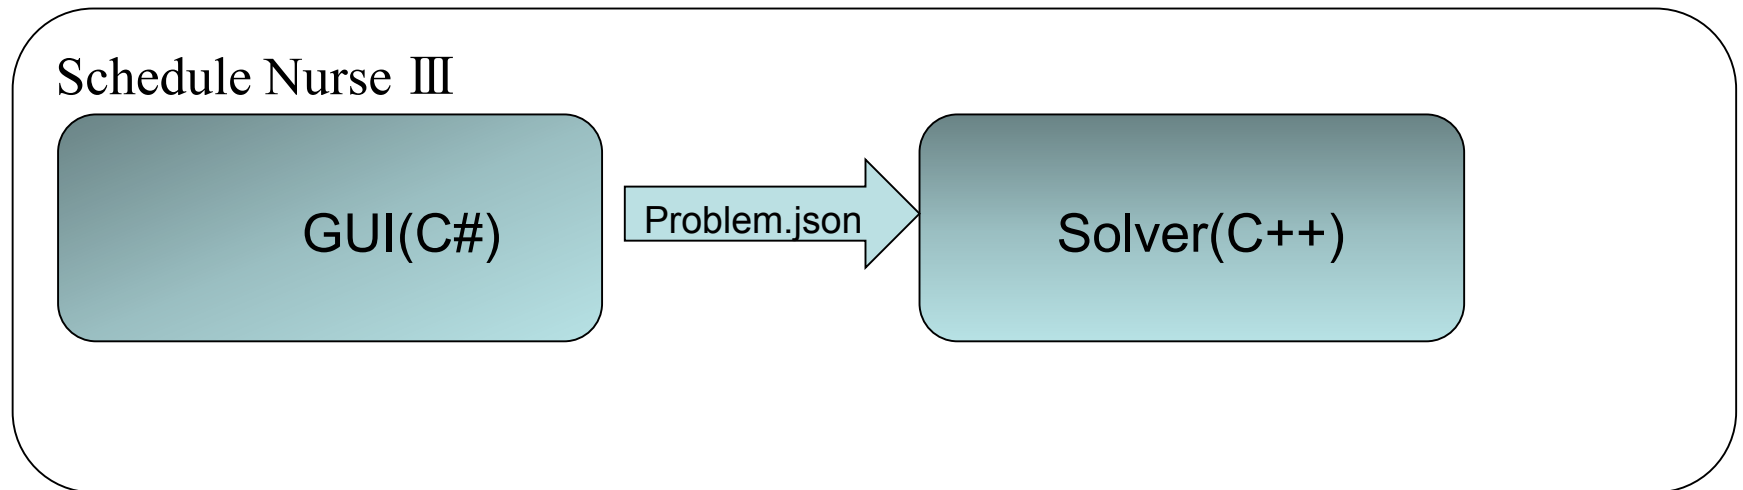 Schedule Nurse Ⅲ
GUI(C#)
Problem.json
Solver(C++)